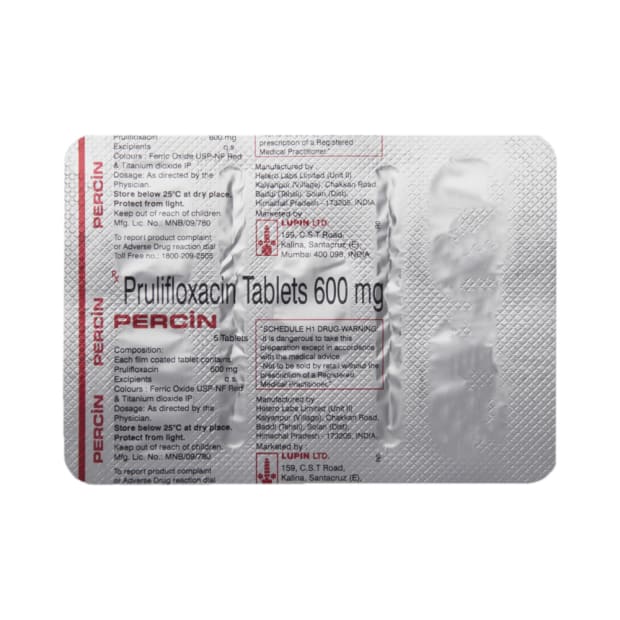 Prulifloxacin 600 mg
Excipients q.s.
Colours : Ferric Oxide USP-NF Red
& Titanium dioxide IP
Dosage: As directed by the
Physician.
Store below 25°C at dry place.
Protect from light.
Keep out of reach of children.
Mfg. Lic. No.: MNB/09/780
To report product complaint
or Adverse Drug reaction dial
Toll Free no.: 1800-209-2505
prescription of a Registered
Medical Practitioner."
Manufactured by :
Hetero Labs Limited (Unit II)
Kalyanpur (Village), Chakkan Road,
Baddi (Tehsil), Solan (Dist.),
Himachal Pradesh - 173205, INDIA.
Marketed by :
LUPIN LTD.
159, C.S.T Road,
Kalina, Santacruz (E),
Mumbai 400 098, INDIA.
PERCiN
PERCiN
PERCiN
Rx
Prulifloxacin Tablets 600 mg
PERCiN
5 Tablets
Composition:
Each film coated tablet contains:
Prulifloxacin 600 mg
Excipients q.s.
Colours : Ferric Oxide USP-NF Red
& Titanium dioxide IP
Dosage: As directed by the
Physician.
Store below 25°C at dry place.
Protect from light.
Keep out of reach of children.
Mfg. Lic. No.: MNB/09/780
To report product complaint
or Adverse Drug reaction dial
"SCHEDULE H1 DRUG-WARNING
-It is dangerous to take this
preparation except in accordance
with the medical advice
-Not to be sold by retail without the
prescription of a Registered
Medical Practitioner."
Manufactured by :
Hetero Labs Limited (Unit II)
Kalyanpur (Village), Chakkan Road,
Baddi (Tehsil), Solan (Dist.),
Himachal Pradesh - 173205, INDIA.
Marketed by :
LUPIN LTD.
159, C.S.T Road,
Kalina, Santacruz (E),